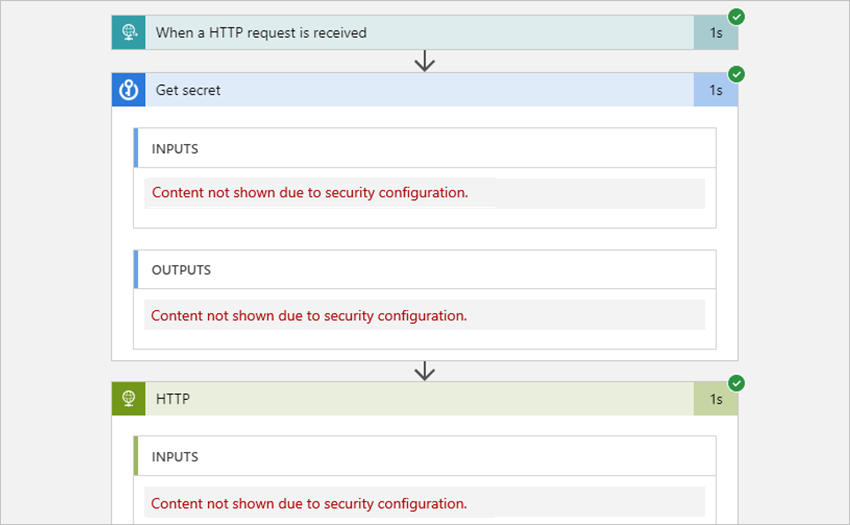 When a HTTP request is received
1s
Get secret
1s
INPUTS
Content not shown due to security configuration.
OUTPUTS
Content not shown due to security configuration.
HTTP
1s
INPUTS
Content not shown due to security configuration.